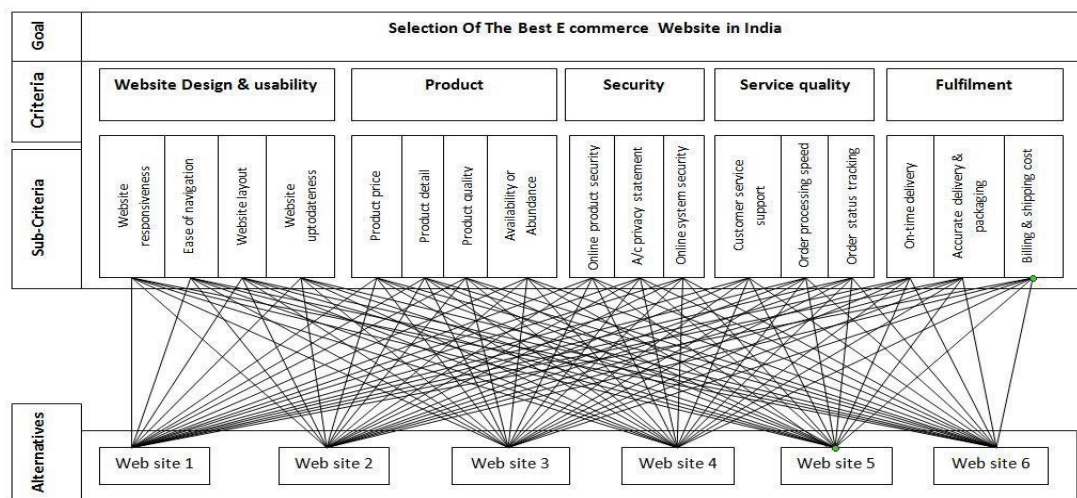 Goal
Selection Of The Best E commerce Website in India
Criteria
Website Design & usability
Product
Security
Service quality
Fulfilment
Sub-Criteria
Website
responsiveness
Ease of navigation
Website layout
Website
uptodateness
Product price
Product detail
Product quality
Availability or
Abundance
Online product security
A/c privacy statement
Online system security
Customer service
support
Order processing speed
Order status tracking
On-time delivery
Accurate delivery &
packaging
Billing & shipping cost
Alternatives
Web site 1
Web site 2
Web site 3
Web site 4
Web site 5
Web site 6